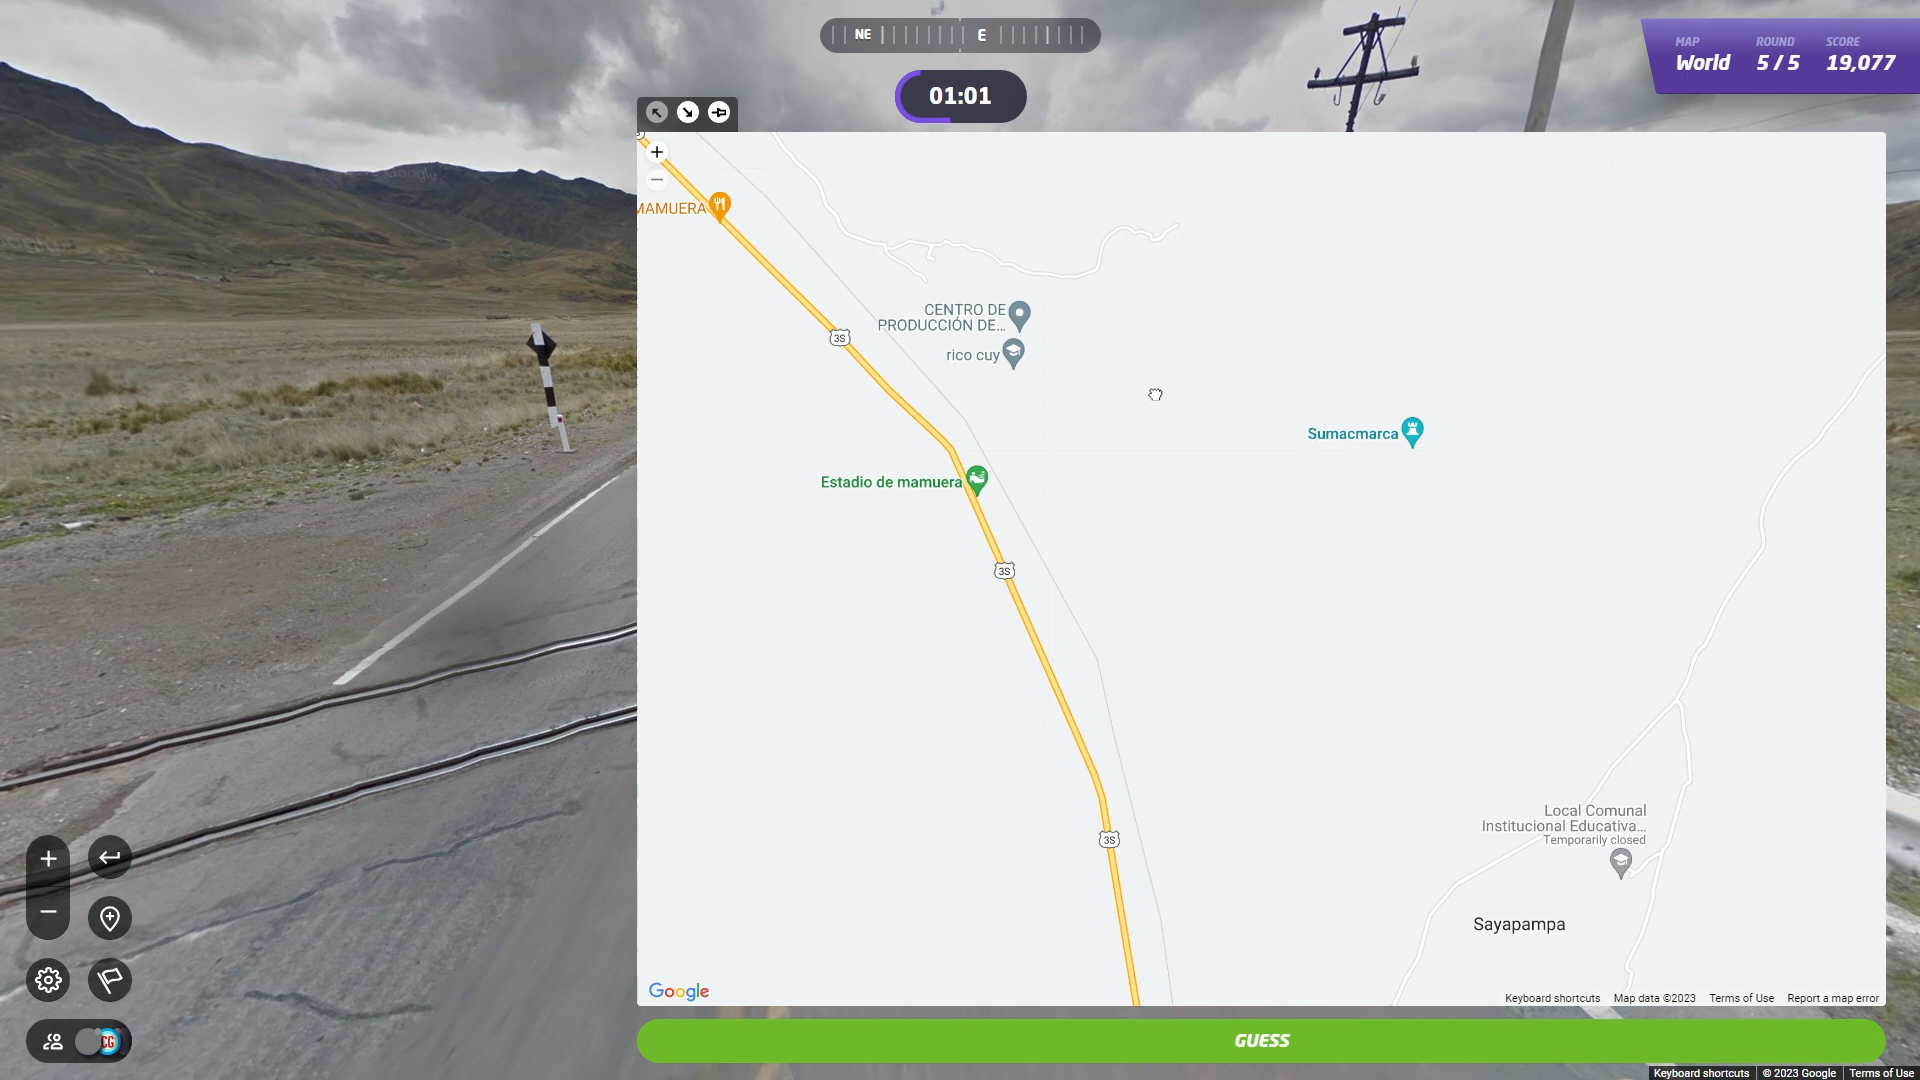 NE
E
MAP
World
ROUND
5 / 5
SCORE
19,077
01:01
MAMUERA
3S
CENTRO DE
PRODUCCIÓN DE...
rico cuy
Sumacmarca
Estadio de mamuera
3S
3S
Local Comunal
Institucional Educativa...
Temporarily closed
Sayapampa
Google
Keyboard shortcuts
Map data ©2023
Terms of Use
Report a map error
GUESS
CG
Keyboard shortcuts
© 2023 Google
Terms of Use